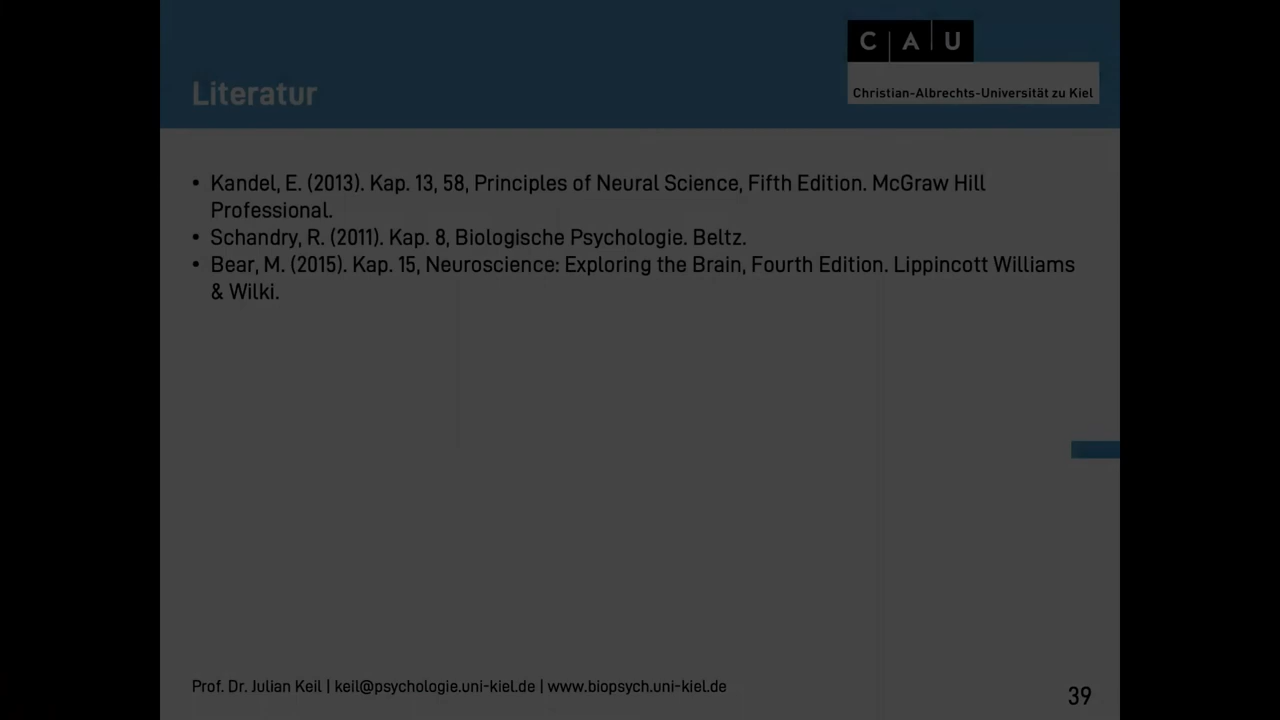 C A U
Christian-Albrechts-Universität zu Kiel
Literatur
• Kandel, E. (2013). Kap. 13, 58, Principles of Neural Science, Fifth Edition. McGraw Hill
Professional.
• Schandry, R. (2011). Kap. 8, Biologische Psychologie. Beltz.
• Bear, M. (2015). Kap. 15, Neuroscience: Exploring the Brain, Fourth Edition. Lippincott Williams
& Wilki.
Prof. Dr. Julian Keil | keil@psychologie.uni-kiel.de | www.biopsych.uni-kiel.de
39